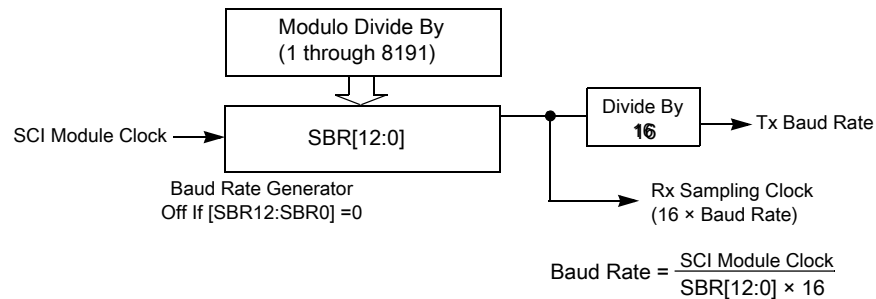 Modulo Divide By
(1 through 8191)
SCI Module Clock
SBR[12:0]
Divide By
16
Tx Baud Rate
Baud Rate Generator
Off If [SBR12:SBR0] =0
Rx Sampling Clock
(16 × Baud Rate)
Baud Rate = SCI Module Clock
SBR[12:0] × 16